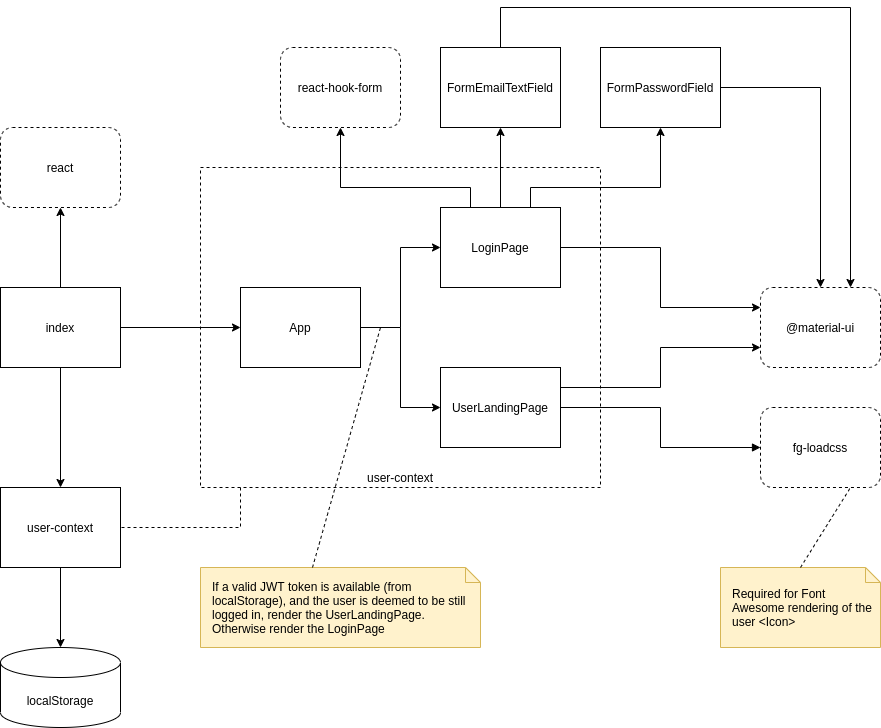 react-hook-form
FormEmailTextField
FormPasswordField
react
LoginPage
index
App
@material-ui
UserLandingPage
fg-loadcss
user-context
user-context
If a valid JWT token is available (from
localStorage), and the user is deemed to be still
logged in, render the UserLandingPage.
Otherwise render the LoginPage
Required for Font
Awesome rendering of the
user <Icon>
localStorage